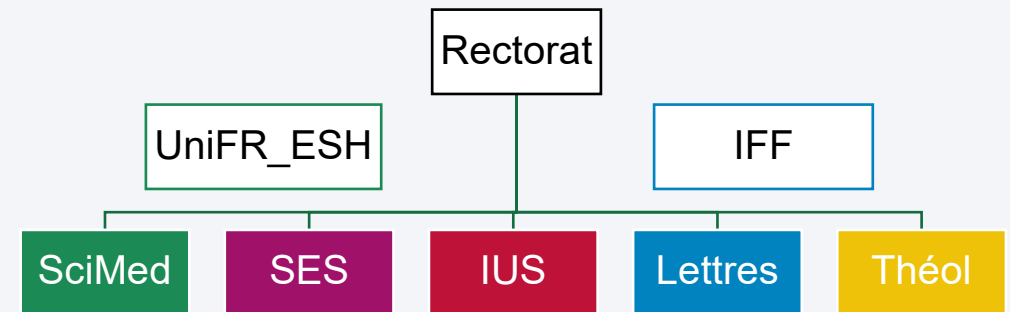 Rectorat
UniFR_ESH
IFF
SciMed
SES
IUS
Lettres
Théol